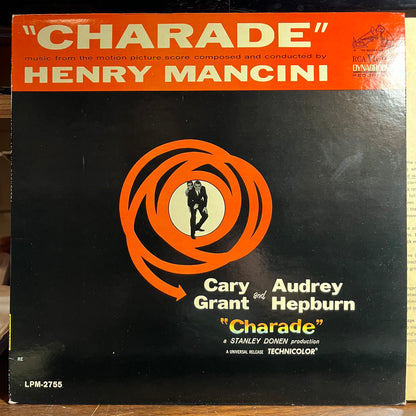 "CHARADE"
music from the motion picture score composed and conducted by
HENRY MANCINI
RCA VICTOR
DYNAGROOVE
Cary and Audrey
Grant Hepburn
"Charade"
a STANLEY DONEN production
A UNIVERSAL RELEASE TECHNICOLOR®
RE
LPM-2755